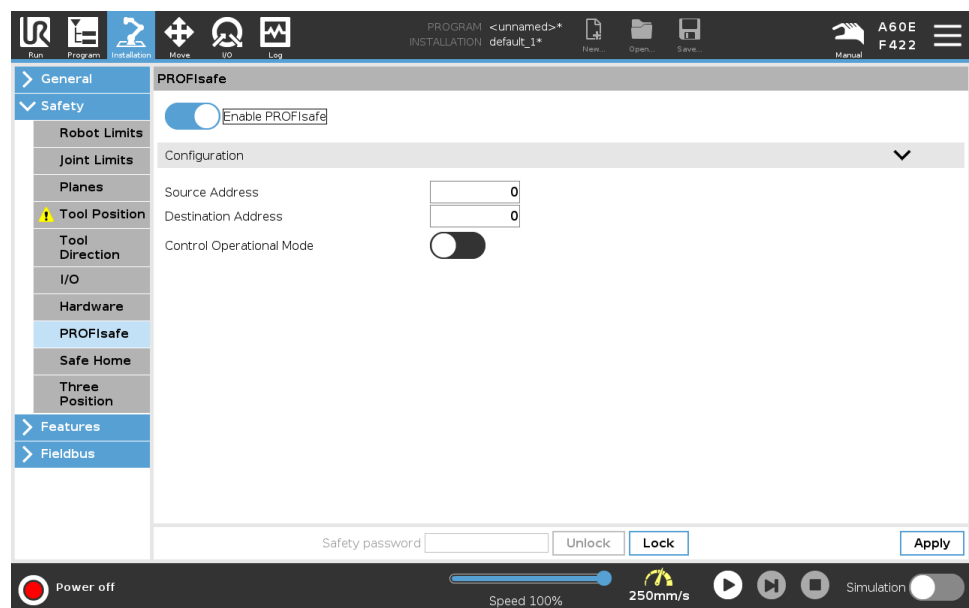 PROGRAM <unnamed>*
INSTALLATION default_1*
UR
Run Program Installation Move I/O Log New... Open... Save... Manual
A60E
F422
General
Safety
Robot Limits
Joint Limits
Planes
Tool Position
Tool
Direction
I/O
Hardware
PROFIsafe
Safe Home
Three
Position
Features
Fieldbus
PROFIsafe
Enable PROFIsafe
Configuration
Source Address 0
Destination Address 0
Control Operational Mode
Safety password Unlock Lock Apply
Power off
Speed 100%
250mm/s
Simulation